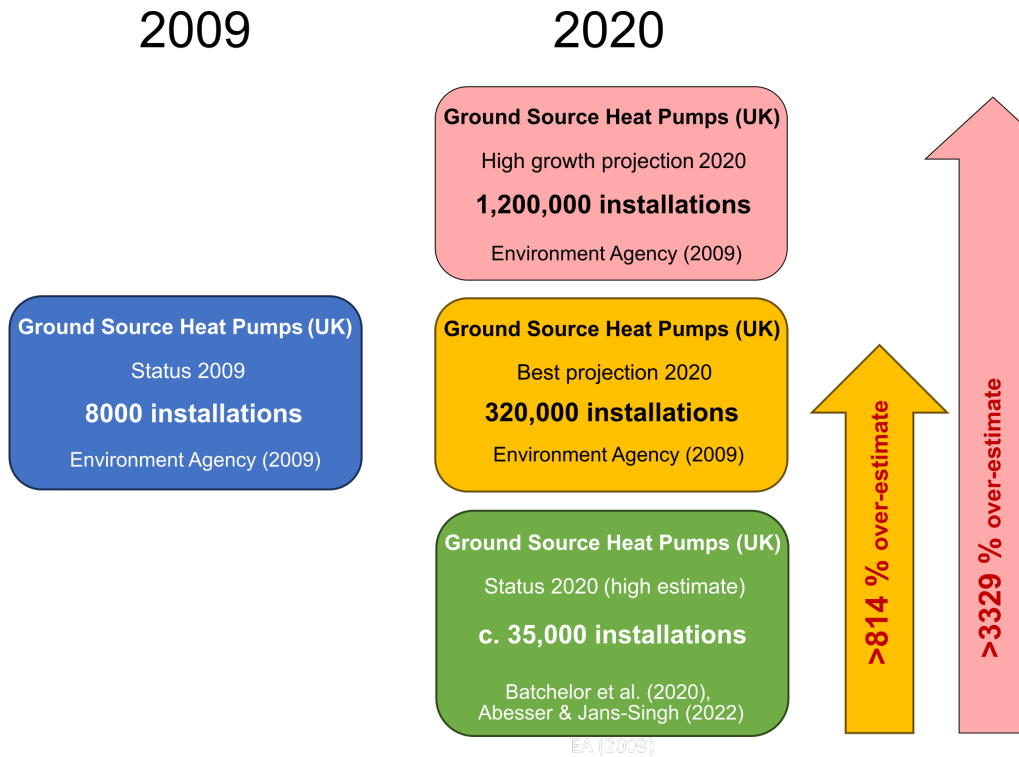 2009
2020
Ground Source Heat Pumps (UK)
High growth projection 2020
1,200,000 installations
Environment Agency (2009)
Ground Source Heat Pumps (UK)
Status 2009
8000 installations
Environment Agency (2009)
Ground Source Heat Pumps (UK)
Best projection 2020
320,000 installations
Environment Agency (2009)
Ground Source Heat Pumps (UK)
Status 2020 (high estimate)
c. 35,000 installations
Batchelor et al. (2020),
Abesser & Jans-Singh (2022)
EA (2009)
>814 % over-estimate
>3329 % over-estimate